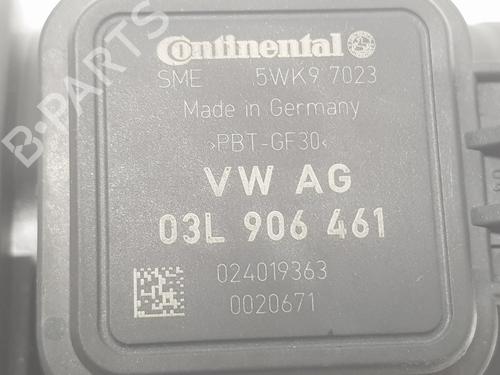 Continental
SME 5WK9 7023
Made in Germany
>PBT-GF30<
VW AG
03L 906 461
024019363
0020671
B-PARTS